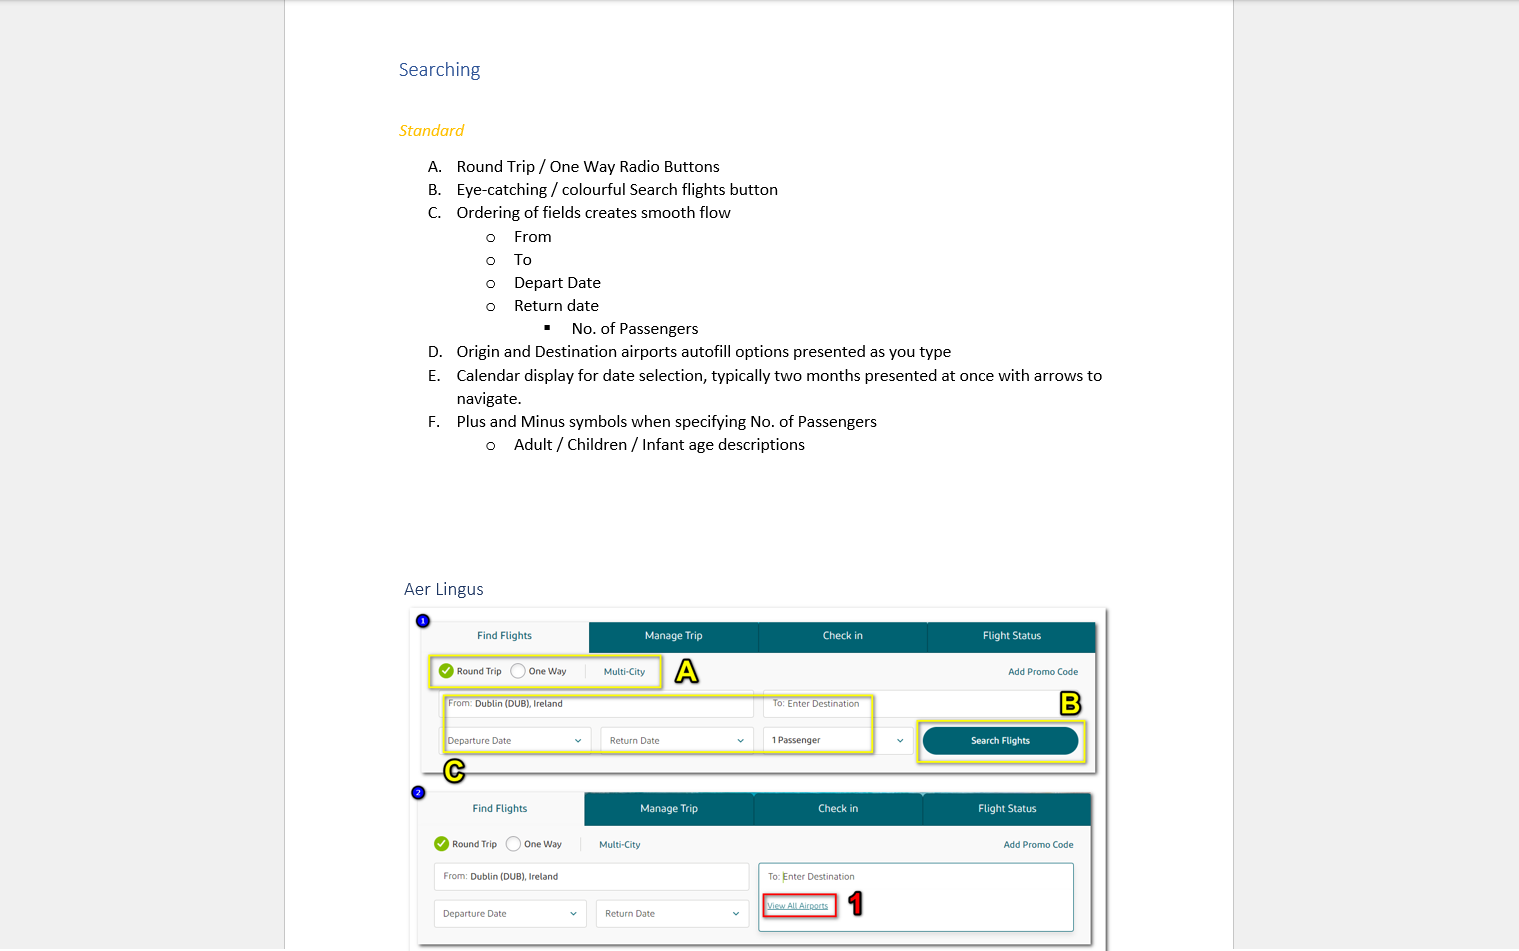 Searching
Standard
A. Round Trip / One Way Radio Buttons
B. Eye-catching / colourful Search flights button
C. Ordering of fields creates smooth flow
o From
o To
o Depart Date
o Return date
▪ No. of Passengers
D. Origin and Destination airports autofill options presented as you type
E. Calendar display for date selection, typically two months presented at once with arrows to
navigate.
F. Plus and Minus symbols when specifying No. of Passengers
o Adult / Children / Infant age descriptions
Aer Lingus
1
Find Flights Manage Trip Check in Flight Status
Round Trip One Way Multi-City A Add Promo Code
From: Dublin (DUB), Ireland To: Enter Destination B
Departure Date Return Date 1 Passenger Search Flights
C
2
Find Flights Manage Trip Check in Flight Status
Round Trip One Way Multi-City Add Promo Code
From: Dublin (DUB), Ireland To: Enter Destination
View All Airports 1
Departure Date Return Date